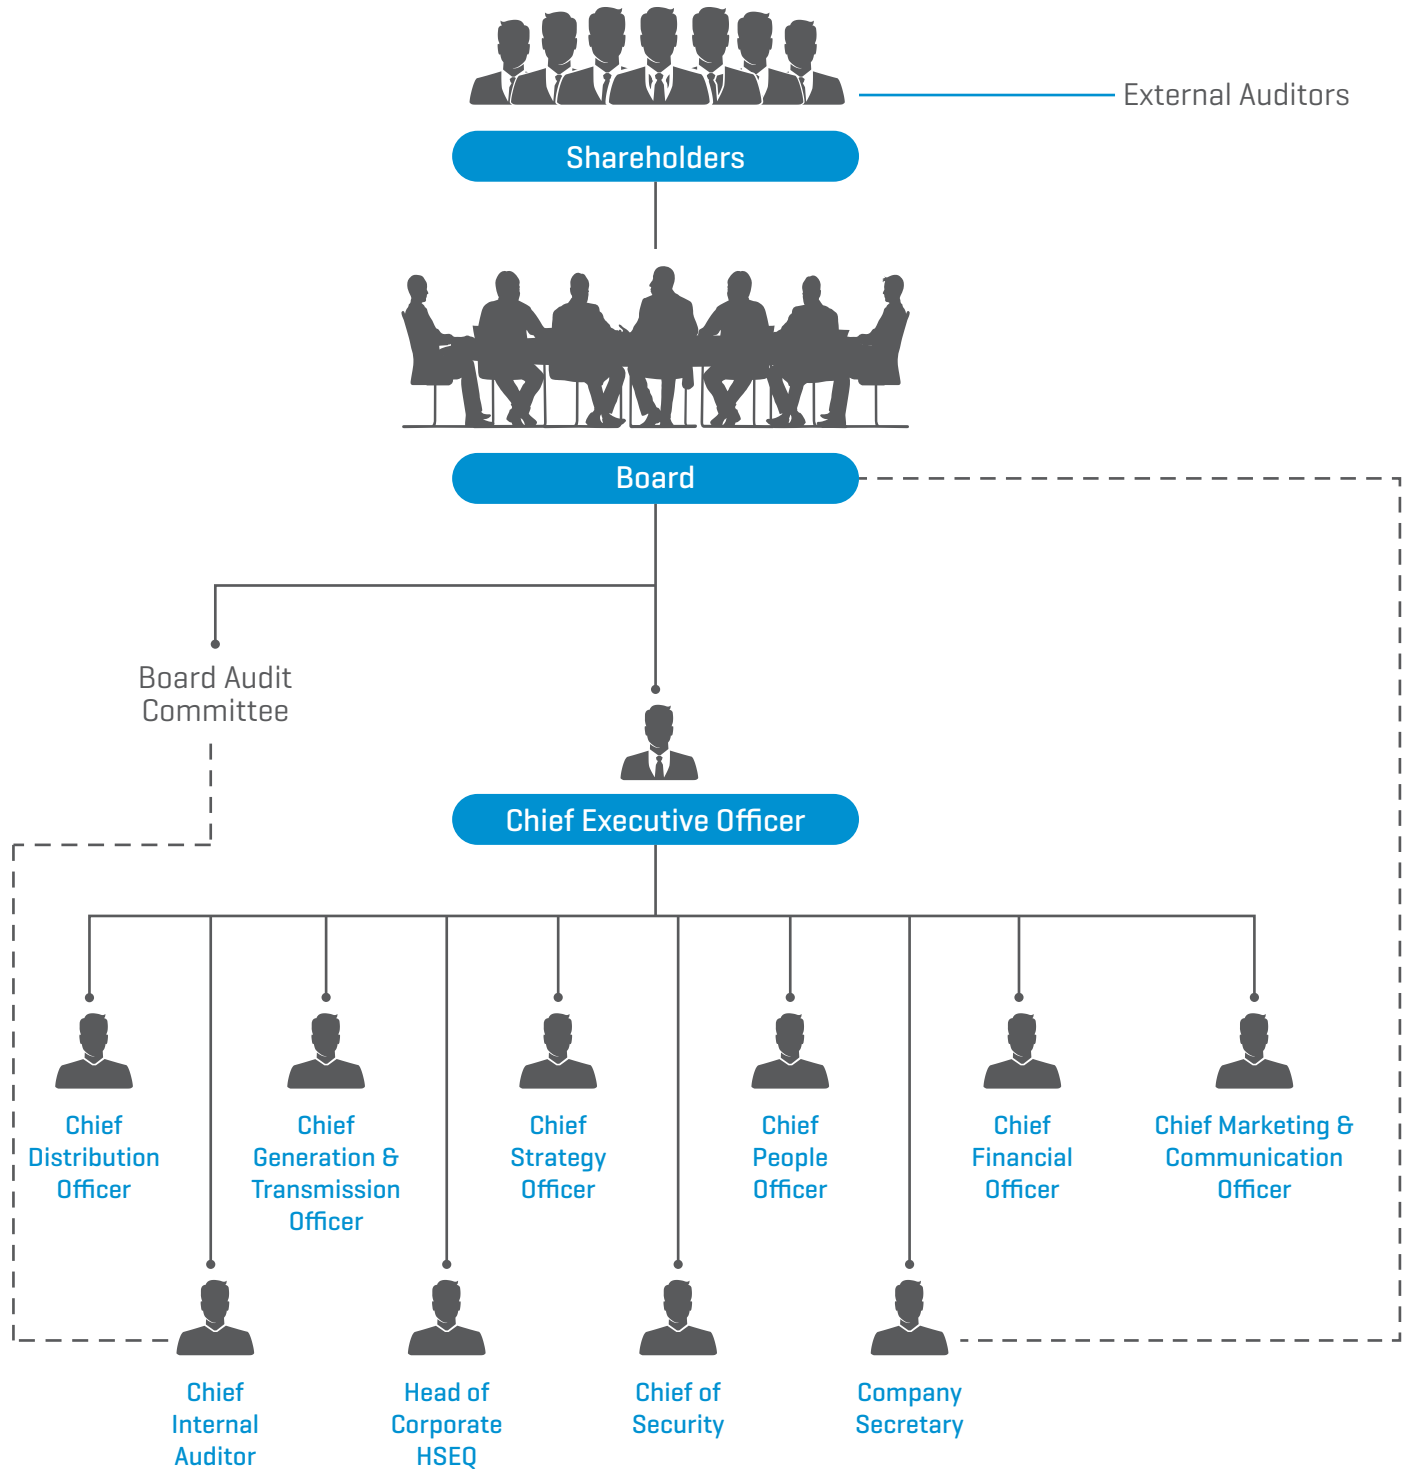 External Auditors
Shareholders
Board
Board Audit
Committee
Chief Executive Officer
Chief
Distribution
Officer
Chief
Generation &
Transmission
Officer
Chief
Strategy
Officer
Chief
People
Officer
Chief
Financial
Officer
Chief Marketing &
Communication
Officer
Chief
Internal
Auditor
Head of
Corporate
HSEQ
Chief of
Security
Company
Secretary